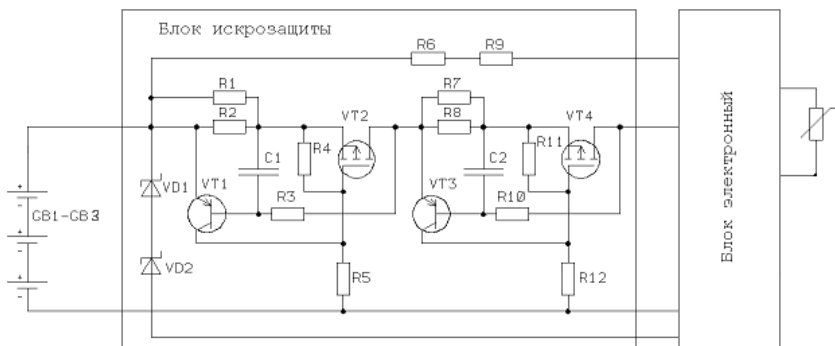 Блок искрозащиты
R6
R9
R1
R7
R2
VT2
R8
VT4
R4
R11
C1
C2
VD1
VT1
R3
VT3
R10
GB1-GB3
VD2
R5
R12
Блок электронный